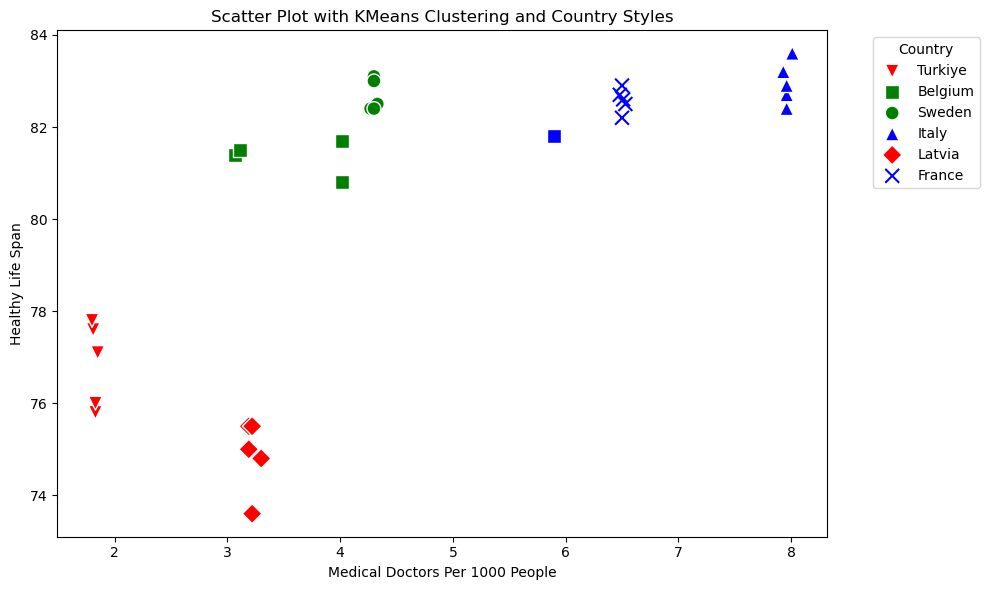 Scatter Plot with KMeans Clustering and Country Styles
84
82
80
78
76
74
Healthy Life Span
2 3 4 5 6 7 8
Medical Doctors Per 1000 People
Country
Turkiye
Belgium
Sweden
Italy
Latvia
France